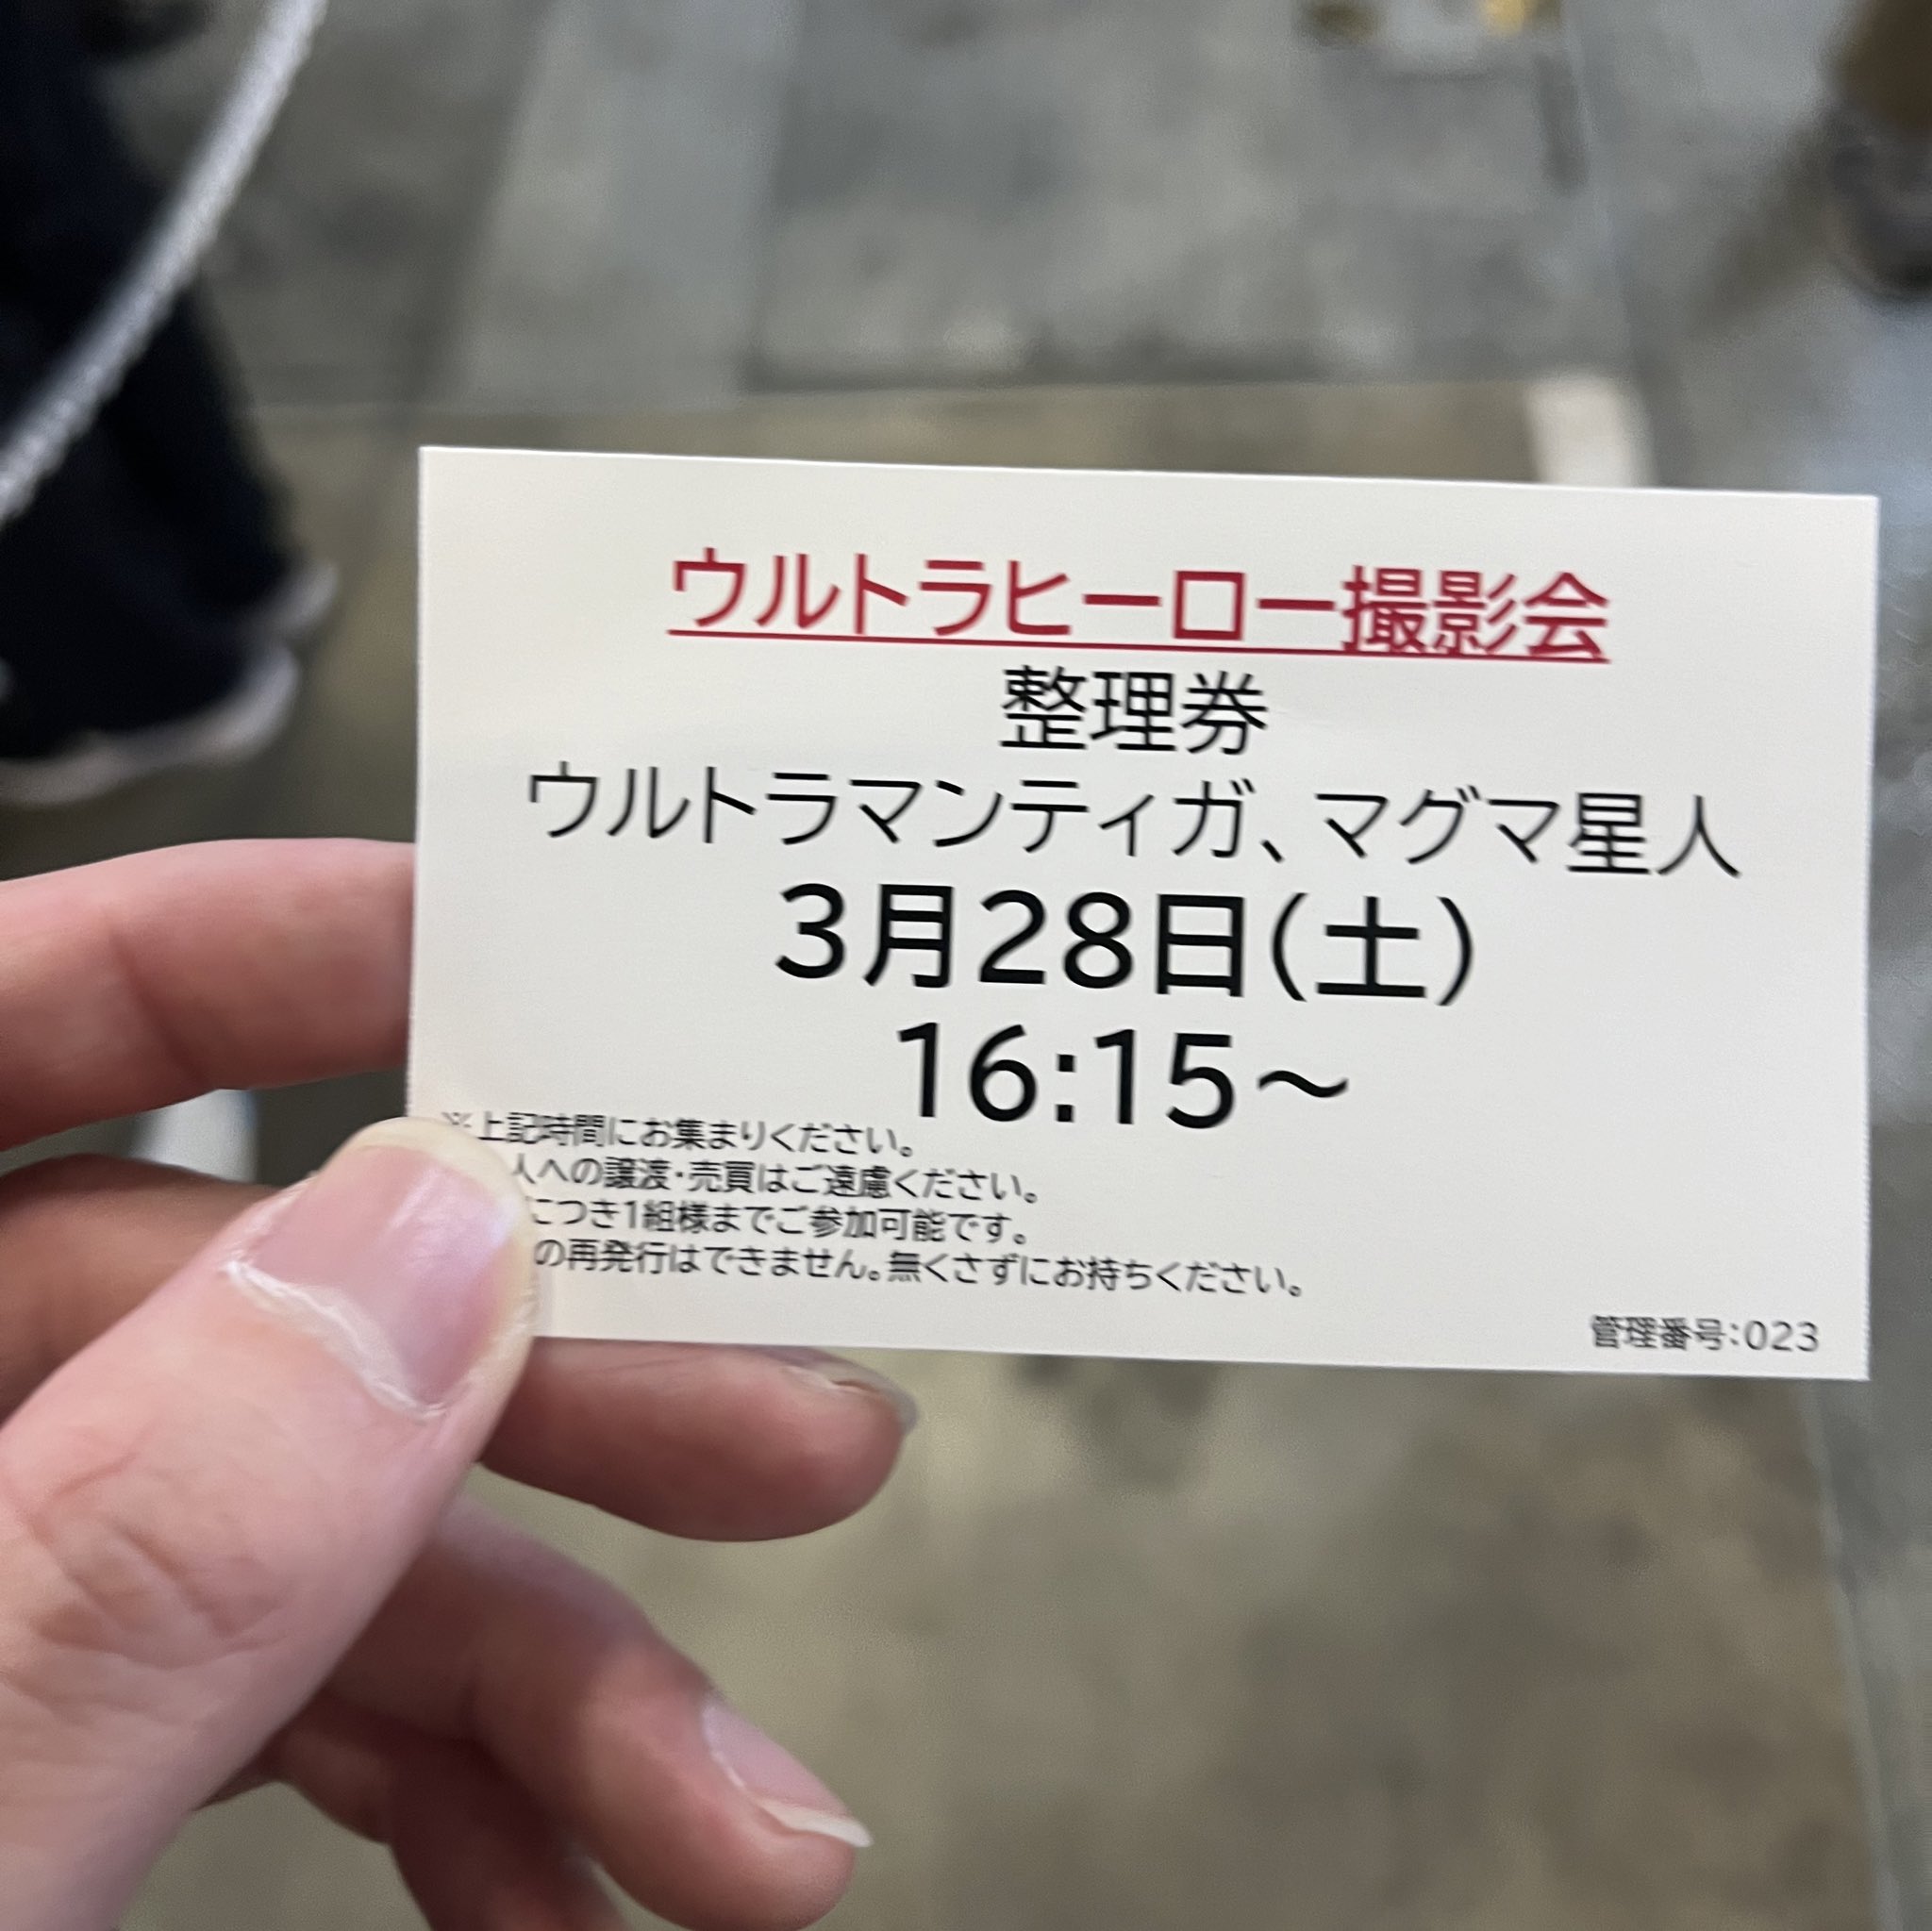 ウルトラヒーロー撮影会
整理券
ウルトラマンティガ、マグマ星人
3月28日(土)
16:15～
※上記時間にお集まりください。
人への譲渡・売買はご遠慮ください。
につき1組様までご参加可能です。
の再発行はできません。無くさずにお持ちください。
管理番号：023